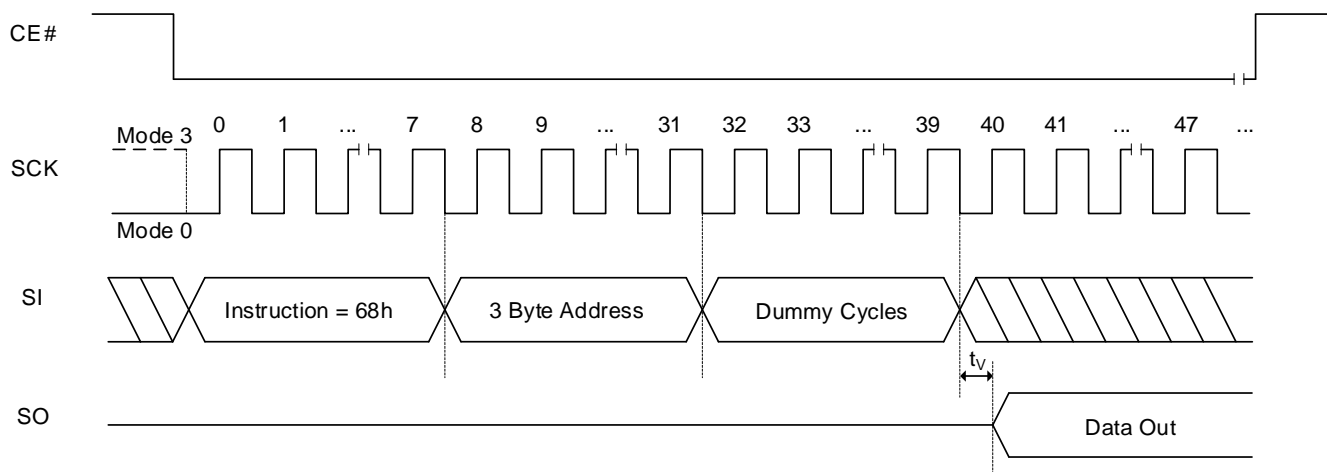 CE#
0 1 ... 7 8 9 ... 31 32 33 ... 39 40 41 ... 47 ...
Mode 3
SCK
Mode 0
SI
Instruction = 68h
3 Byte Address
Dummy Cycles
tV
SO
Data Out